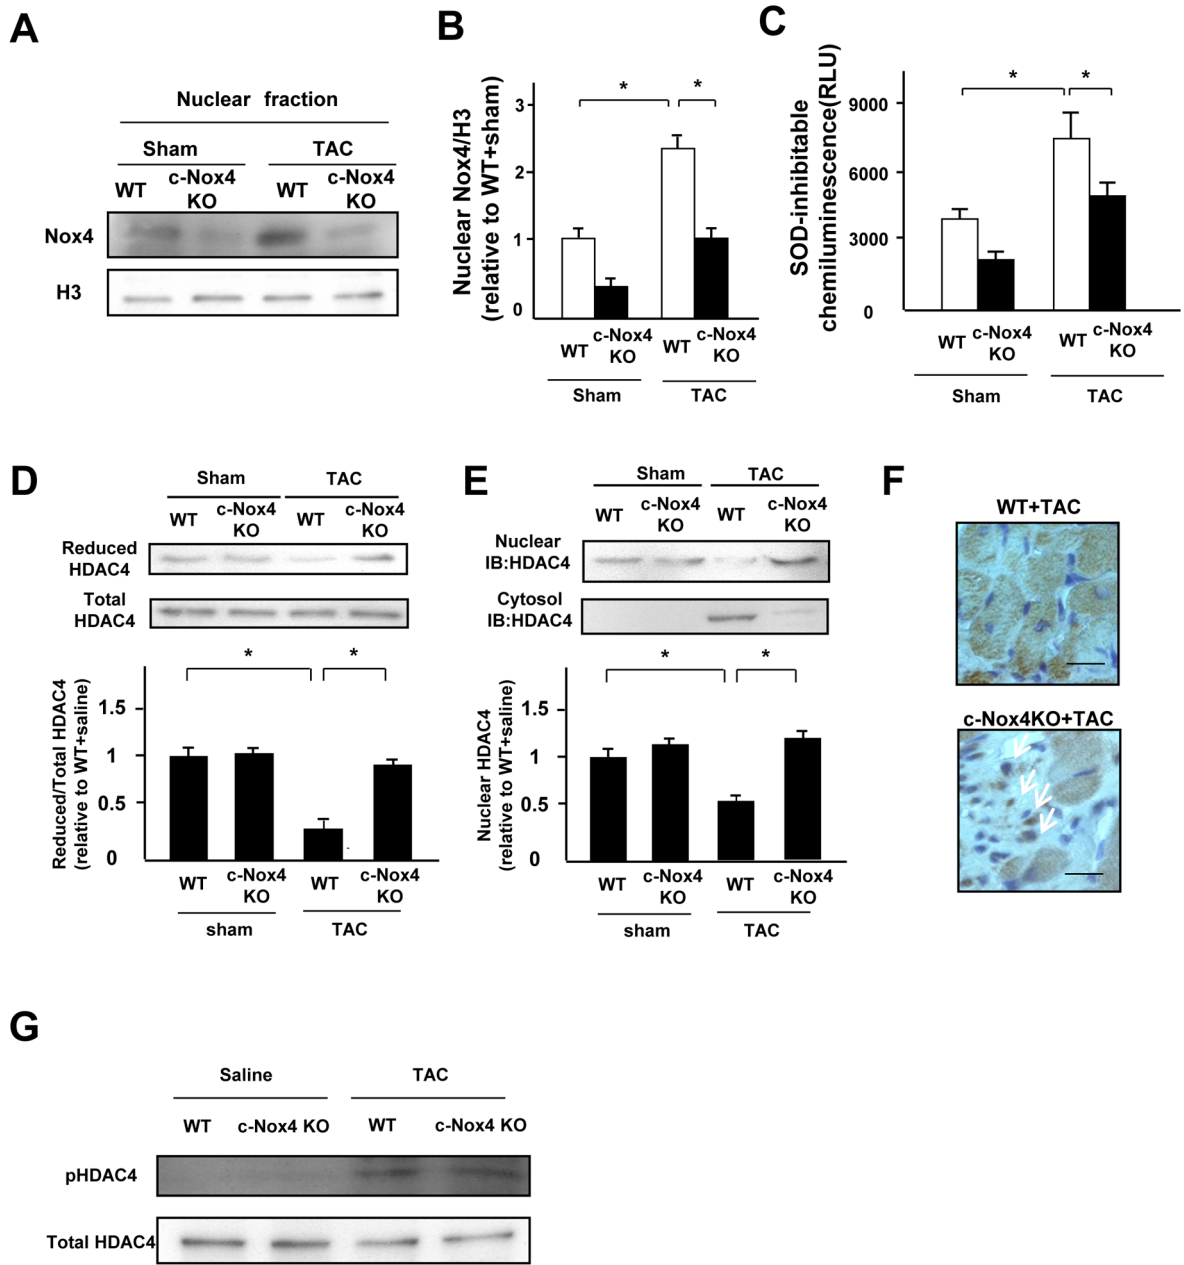 A
Nuclear fraction
Sham TAC
WT c-Nox4 KO WT c-Nox4 KO
Nox4
H3
B
Nuclear Nox4/H3
(relative to WT+sham)
* *
3
2
1
0
WT c-Nox4 KO WT c-Nox4 KO
Sham TAC
C
SOD-inhibitable
chemiluminescence(RLU)
* *
9000
6000
3000
0
WT c-Nox4 KO WT c-Nox4 KO
Sham TAC
D
Sham TAC
WT c-Nox4 KO WT c-Nox4 KO
Reduced
HDAC4
Total
HDAC4
* *
Reduced/Total HDAC4
(relative to WT+saline)
1.5
1
0.5
0
WT c-Nox4 KO WT c-Nox4 KO
sham TAC
E
Sham TAC
WT c-Nox4 KO WT c-Nox4 KO
Nuclear
IB:HDAC4
Cytosol
IB:HDAC4
* *
Nuclear HDAC4
(relative to WT+saline)
1.5
1
0.5
0
WT c-Nox4 KO WT c-Nox4 KO
sham TAC
F
WT+TAC
c-Nox4KO+TAC
G
Saline TAC
WT c-Nox4 KO WT c-Nox4 KO
pHDAC4
Total HDAC4